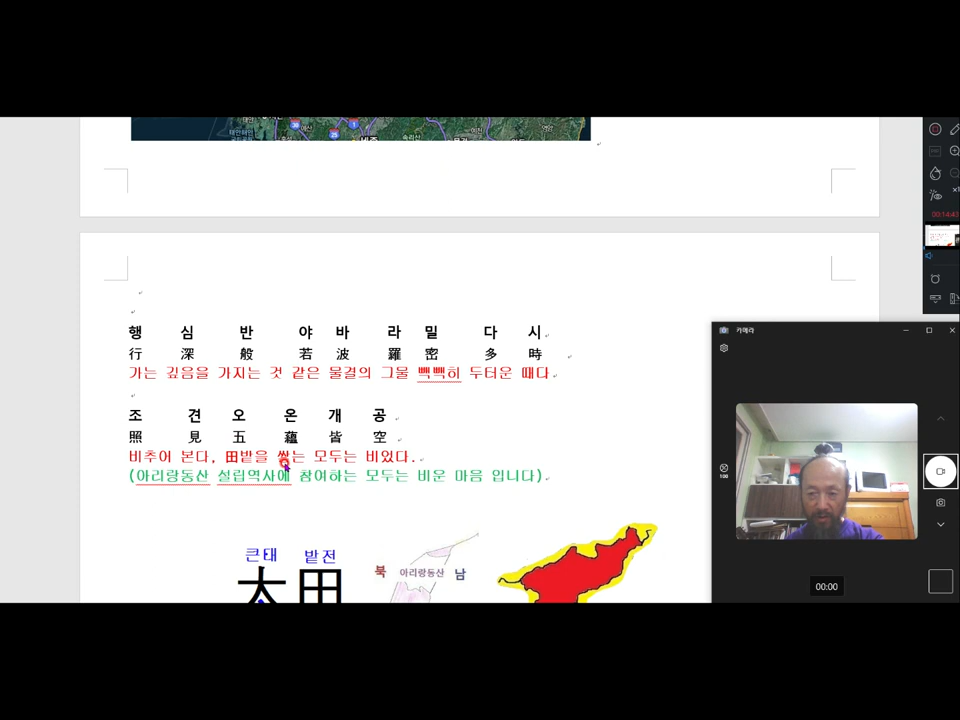 행 심 반 야 바 라 밀 다 시
行 深 般 若 波 羅 密 多 時
가는 깊음을 가지는 것 같은 물결의 그물 빽빽히 두터운 때다
조 견 오 온 개 공
照 見 五 蘊 皆 空
비추어 본다, 田밭을 쌓는 모두는 비었다.
(아리랑동산 설립역사에 참여하는 모두는 비운 마음 입니다)
큰태 밭전
太田
북 아리랑동산 남
카메라
00:14:43
100
00:00